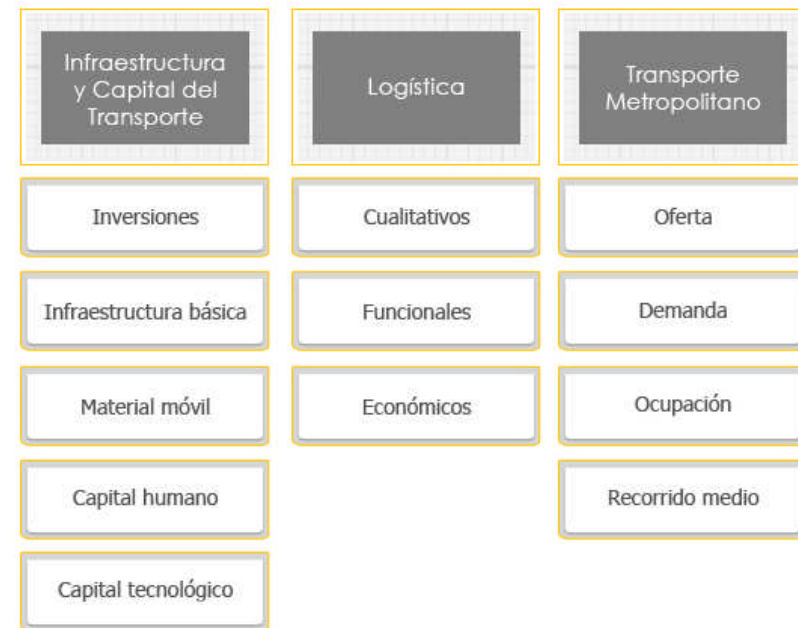 Infraestructura
y Capital del
Transporte
Inversiones
Infraestructura básica
Material móvil
Capital humano
Capital tecnológico
Logística
Cualitativos
Funcionales
Económicos
Transporte
Metropolitano
Oferta
Demanda
Ocupación
Recorrido medio